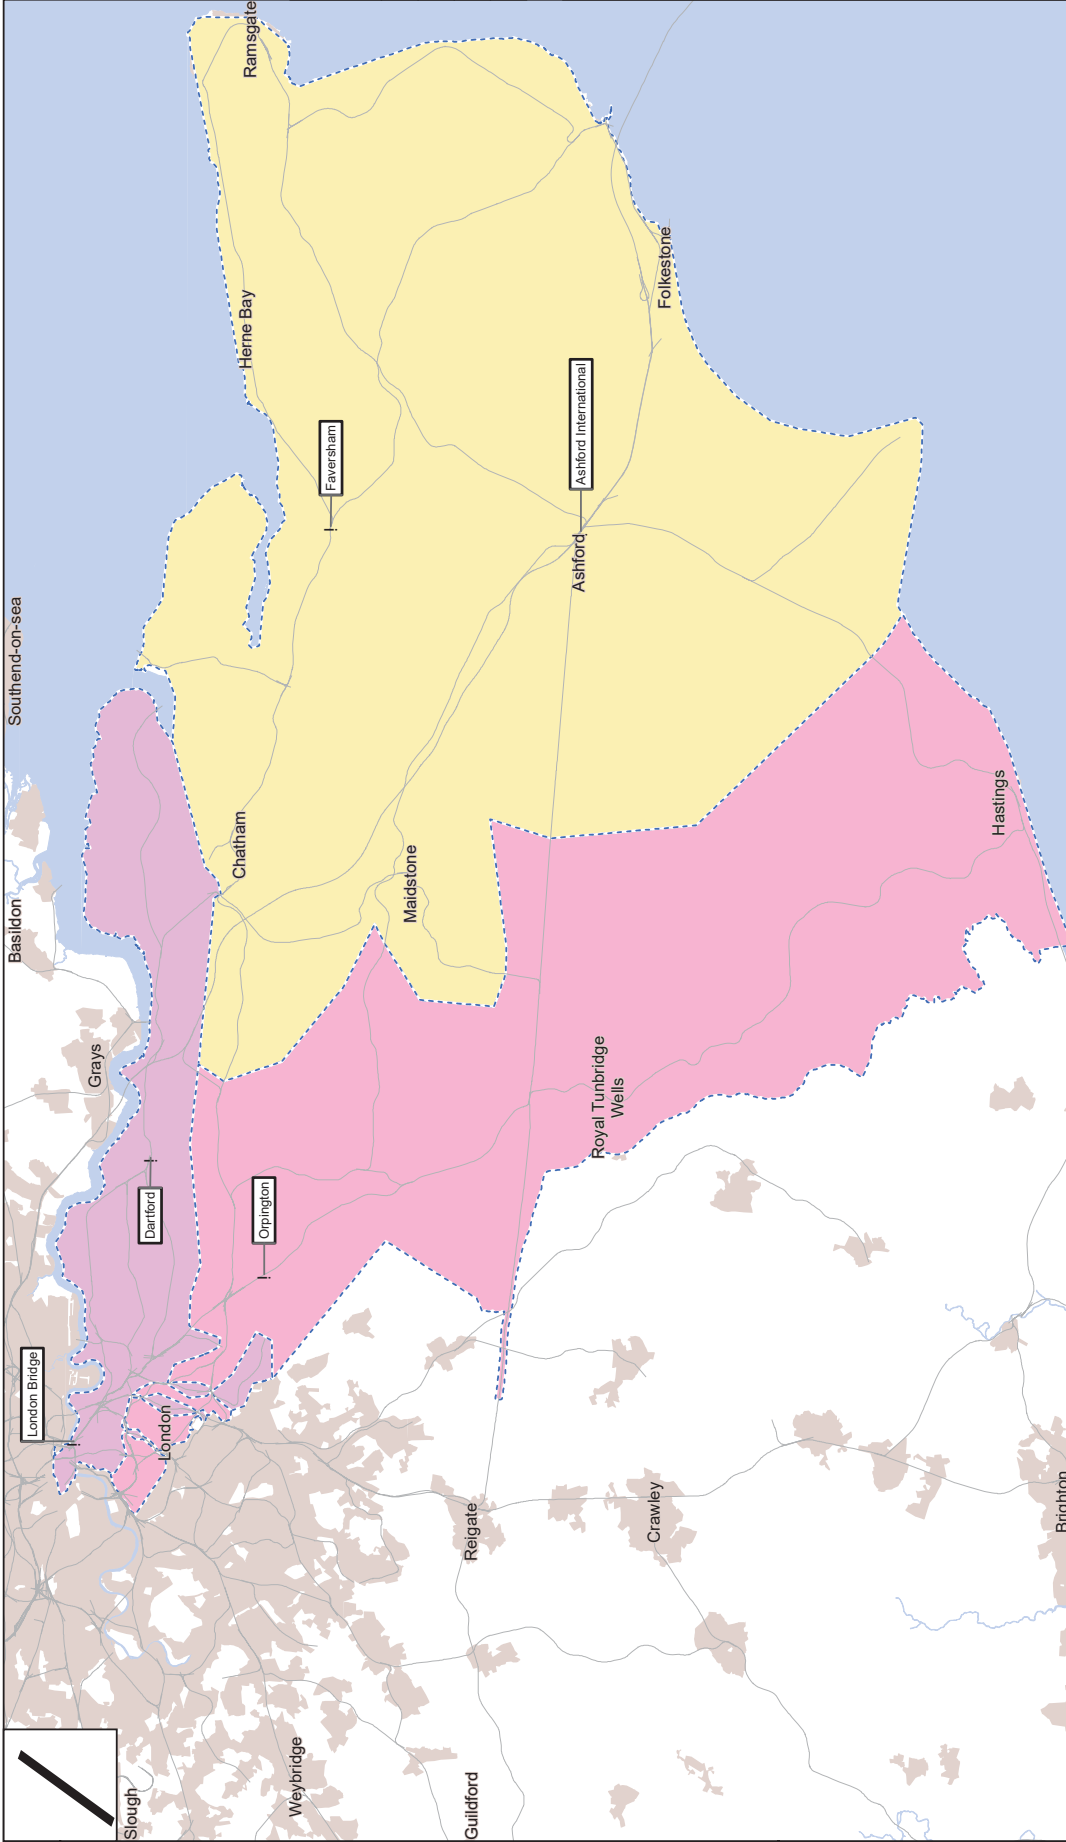 Slough
Weybridge
Guildford
Reigate
Crawley
Brighton
London Bridge
London
Dartford
Orpington
Grays
Basildon
Southend-on-sea
Royal Tunbridge
Wells
Chatham
Maidstone
Hastings
Faversham
Ashford International
Ashford
Herne Bay
Folkestone
Ramsgate